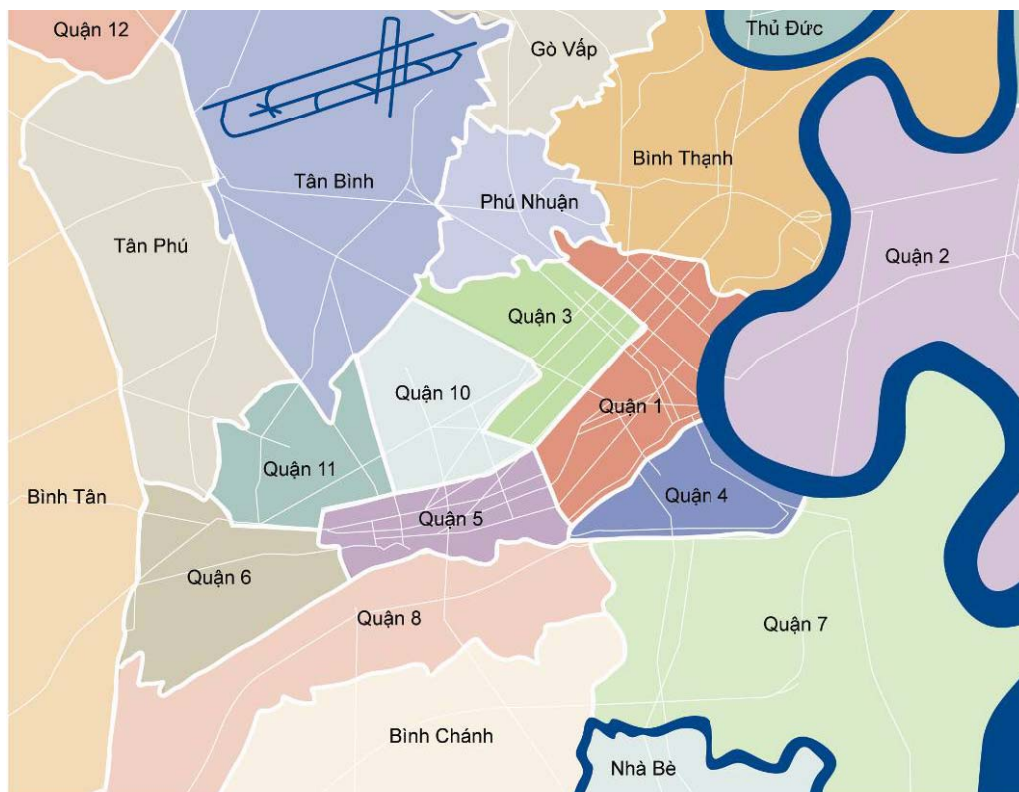 Quận 12
Thủ Đức
Gò Vấp
Bình Thạnh
Tân Bình
Phú Nhuận
Tân Phú
Quận 2
Quận 3
Quận 10
Quận 1
Quận 11
Bình Tân
Quận 4
Quận 5
Quận 6
Quận 8
Quận 7
Bình Chánh
Nhà Bè